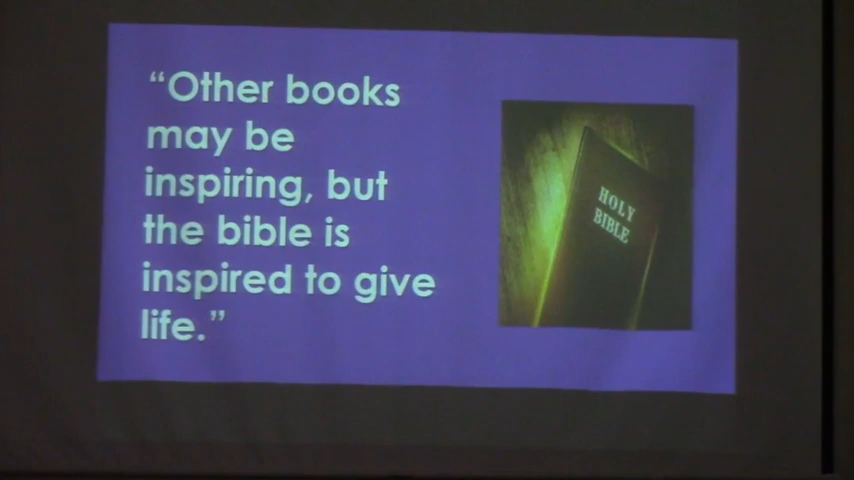 “Other books
may be
inspiring, but
the bible is
inspired to give
life.”
HOLY
BIBLE